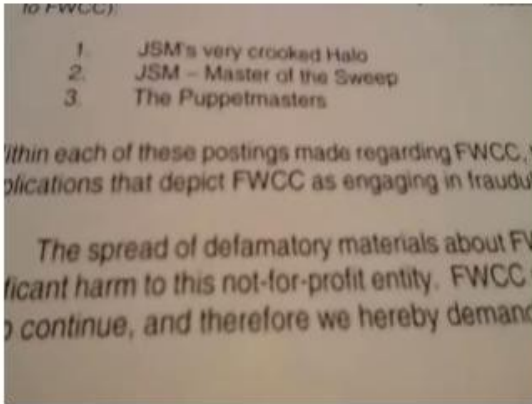 to FWCC):
1. JSM's very crooked Halo
2. JSM – Master of the Sweep
3. The Puppetmasters
ithin each of these postings made regarding FWCC,
plications that depict FWCC as engaging in fraudul
The spread of defamatory materials about FW
ficant harm to this not-for-profit entity. FWCC
o continue, and therefore we hereby demand